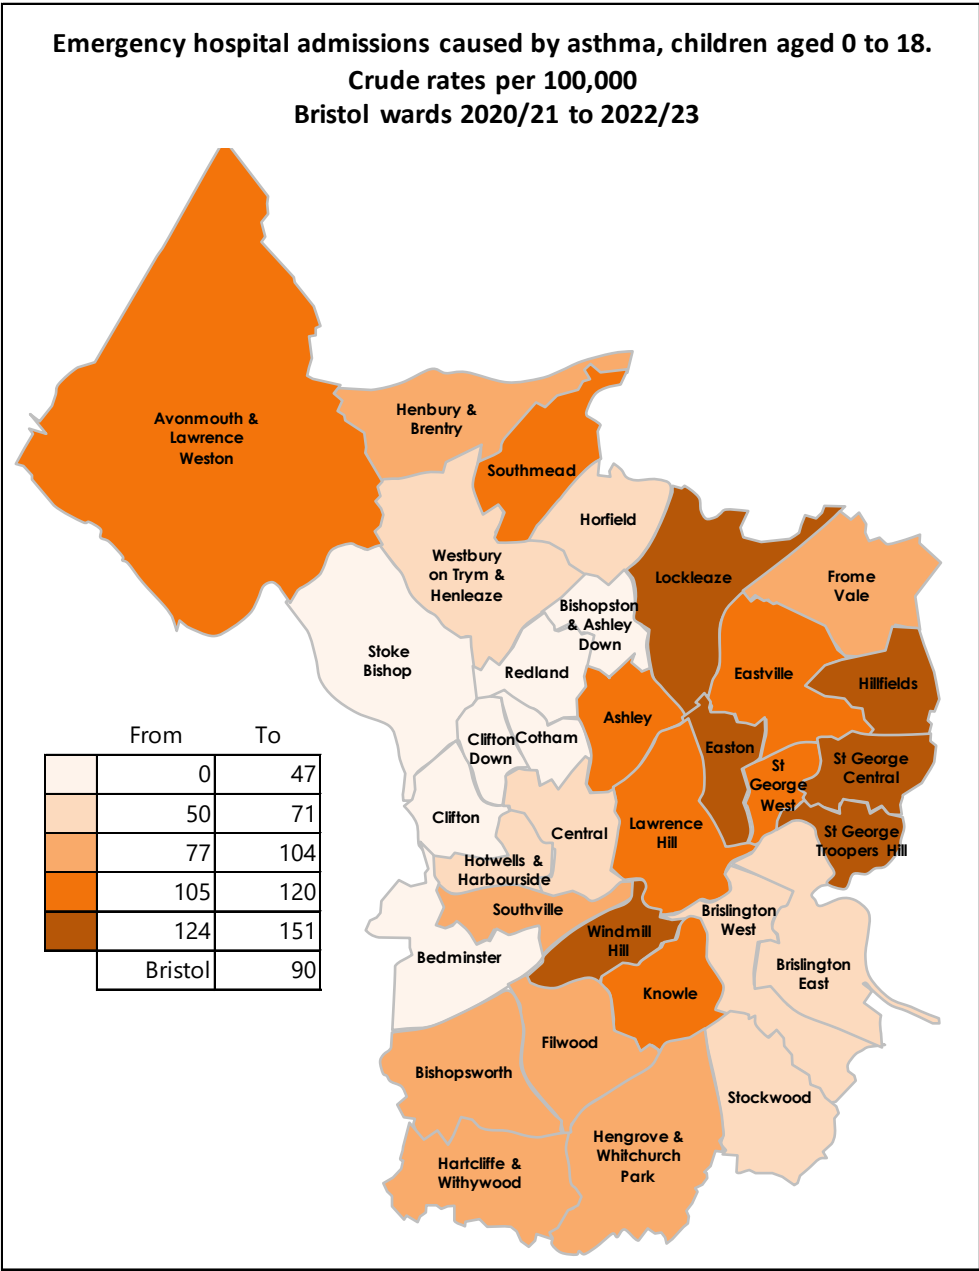 Emergency hospital admissions caused by asthma, children aged 0 to 18.
Crude rates per 100,000
Bristol wards 2020/21 to 2022/23
Avonmouth &
Lawrence
Weston
Henbury &
Brentry
Southmead
Horfield
Westbury
on Trym &
Henleaze
Lockleaze
Frome
Vale
Bishopston
& Ashley
Down
Stoke
Bishop
Redland
Eastville
Hillfields
Ashley
Clifton
Down
Cotham
Easton
St
George
West
St George
Central
Clifton
Central
Lawrence
Hill
St George
Troopers Hill
Hotwells &
Harbourside
Southville
Windmill
Hill
Brislington
West
Bedminster
Brislington
East
Knowle
Filwood
Bishopsworth
Stockwood
Hengrove &
Whitchurch
Park
Hartcliffe &
Withywood
From To
0 47
50 71
77 104
105 120
124 151
Bristol 90